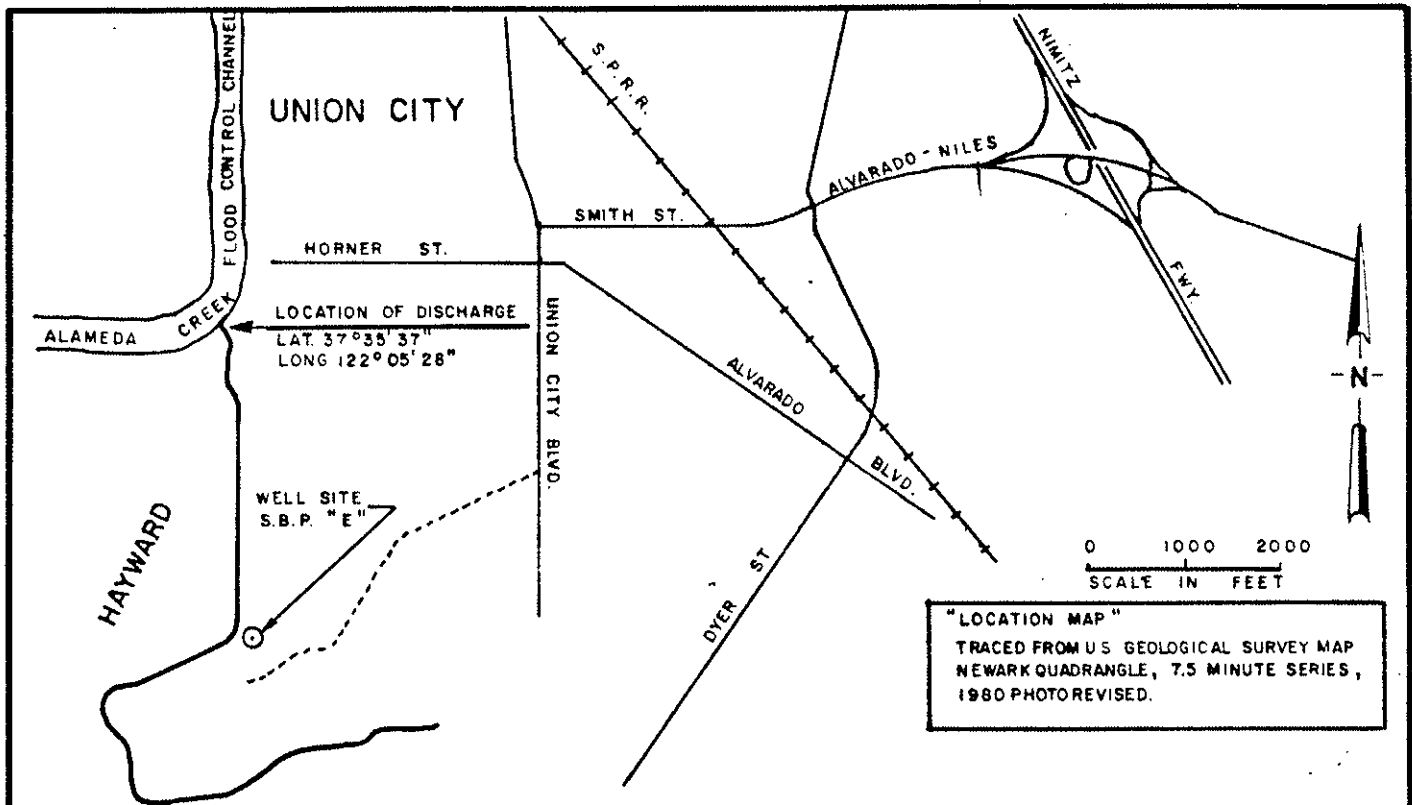 FLOOD CONTROL CHANNEL
UNION CITY
S.P.R.R.
NIMITZ
FWY.
ALVARADO - NILES
SMITH ST.
HORNER ST.
ALAMEDA CREEK
LOCATION OF DISCHARGE
LAT. 37°35'37"
LONG 122°05'28"
UNION CITY BLVD.
ALVARADO BLVD.
-N-
WELL SITE
S.B.P. "E"
HAYWARD
DYER ST
0 1000 2000
SCALE IN FEET
"LOCATION MAP"
TRACED FROM U S GEOLOGICAL SURVEY MAP
NEWARK QUADRANGLE, 7.5 MINUTE SERIES,
1980 PHOTO REVISED.